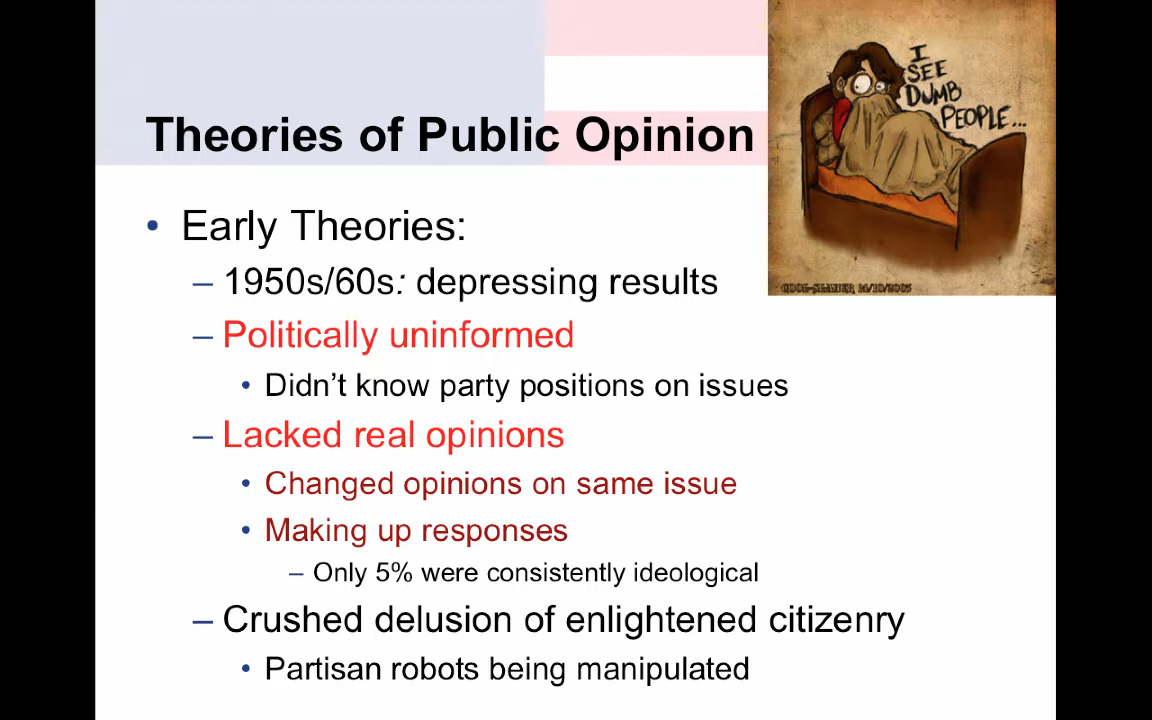 I
SEE
DUMB
PEOPLE...
Theories of Public Opinion
• Early Theories:
– 1950s/60s: depressing results
– Politically uninformed
• Didn’t know party positions on issues
– Lacked real opinions
• Changed opinions on same issue
• Making up responses
– Only 5% were consistently ideological
– Crushed delusion of enlightened citizenry
• Partisan robots being manipulated